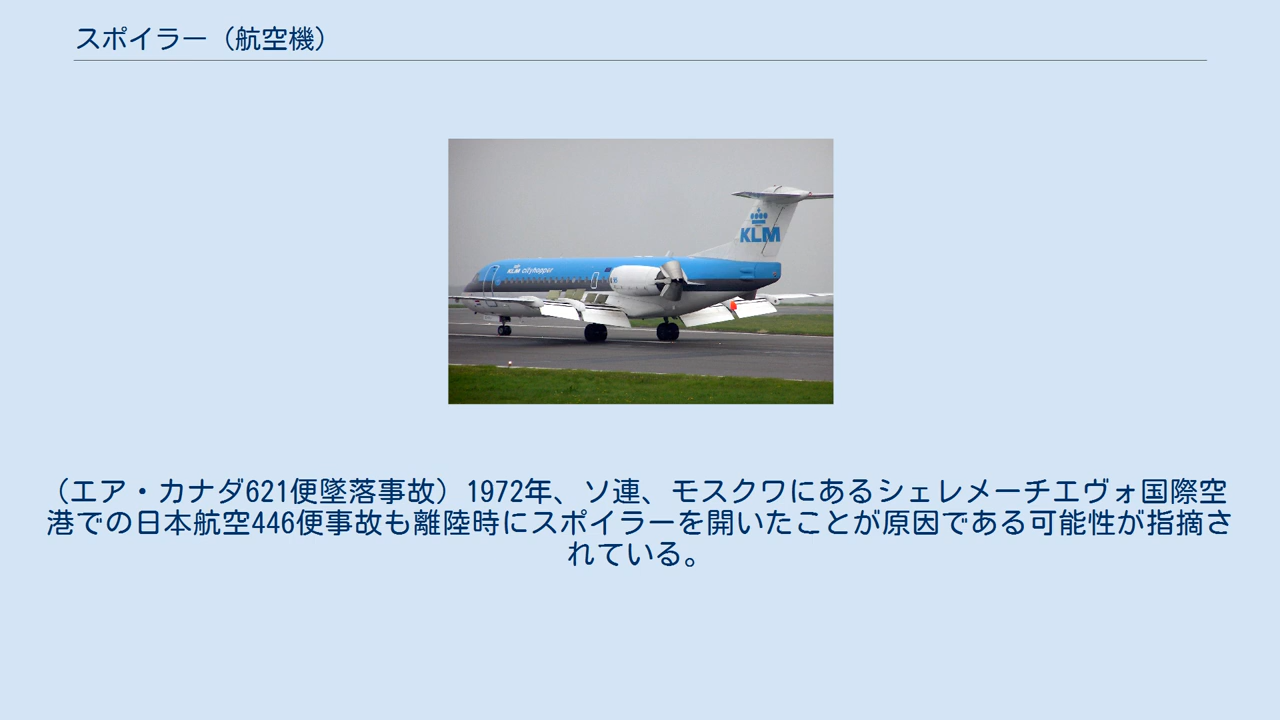 スポイラー（航空機）
KLM
KLM cityhopper
（エア・カナダ621便墜落事故）1972年、ソ連、モスクワにあるシェレメーチエヴォ国際空
港での日本航空446便事故も離陸時にスポイラーを開いたことが原因である可能性が指摘さ
れている。